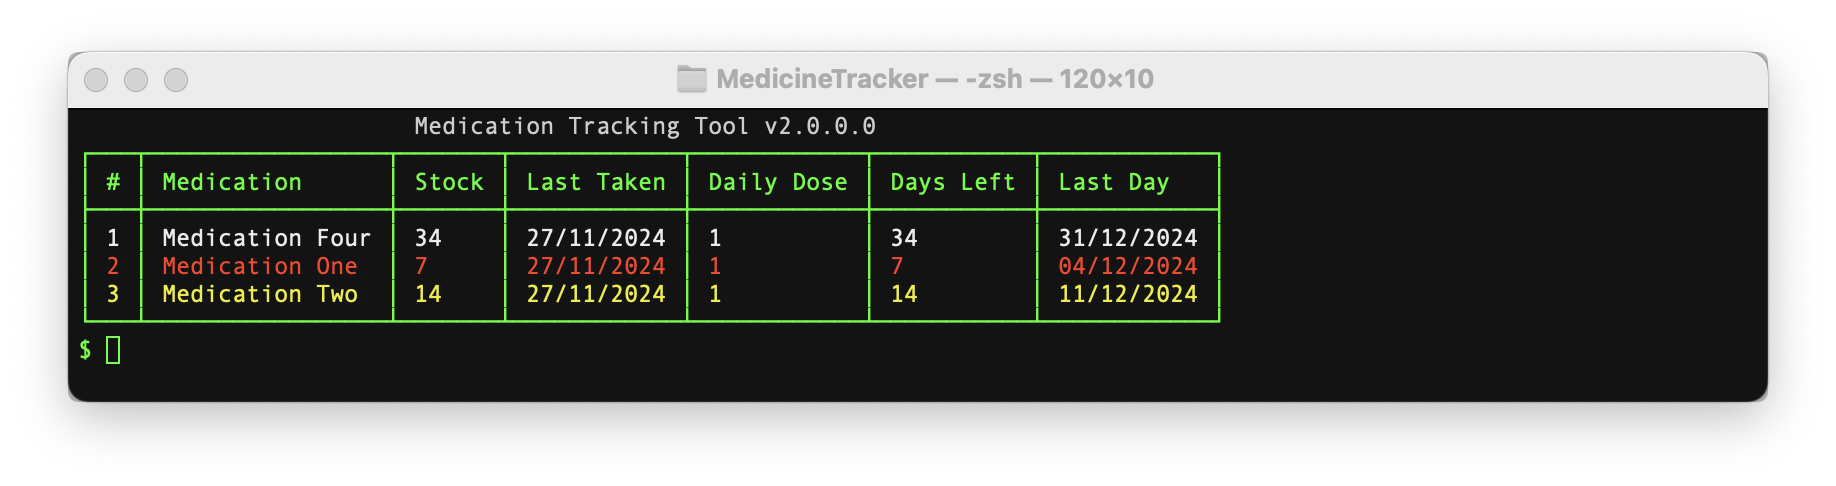 MedicineTracker — -zsh — 120×10
Medication Tracking Tool v2.0.0.0
# Medication Stock Last Taken Daily Dose Days Left Last Day
1 Medication Four 34 27/11/2024 1 34 31/12/2024
2 Medication One 7 27/11/2024 1 7 04/12/2024
3 Medication Two 14 27/11/2024 1 14 11/12/2024
$